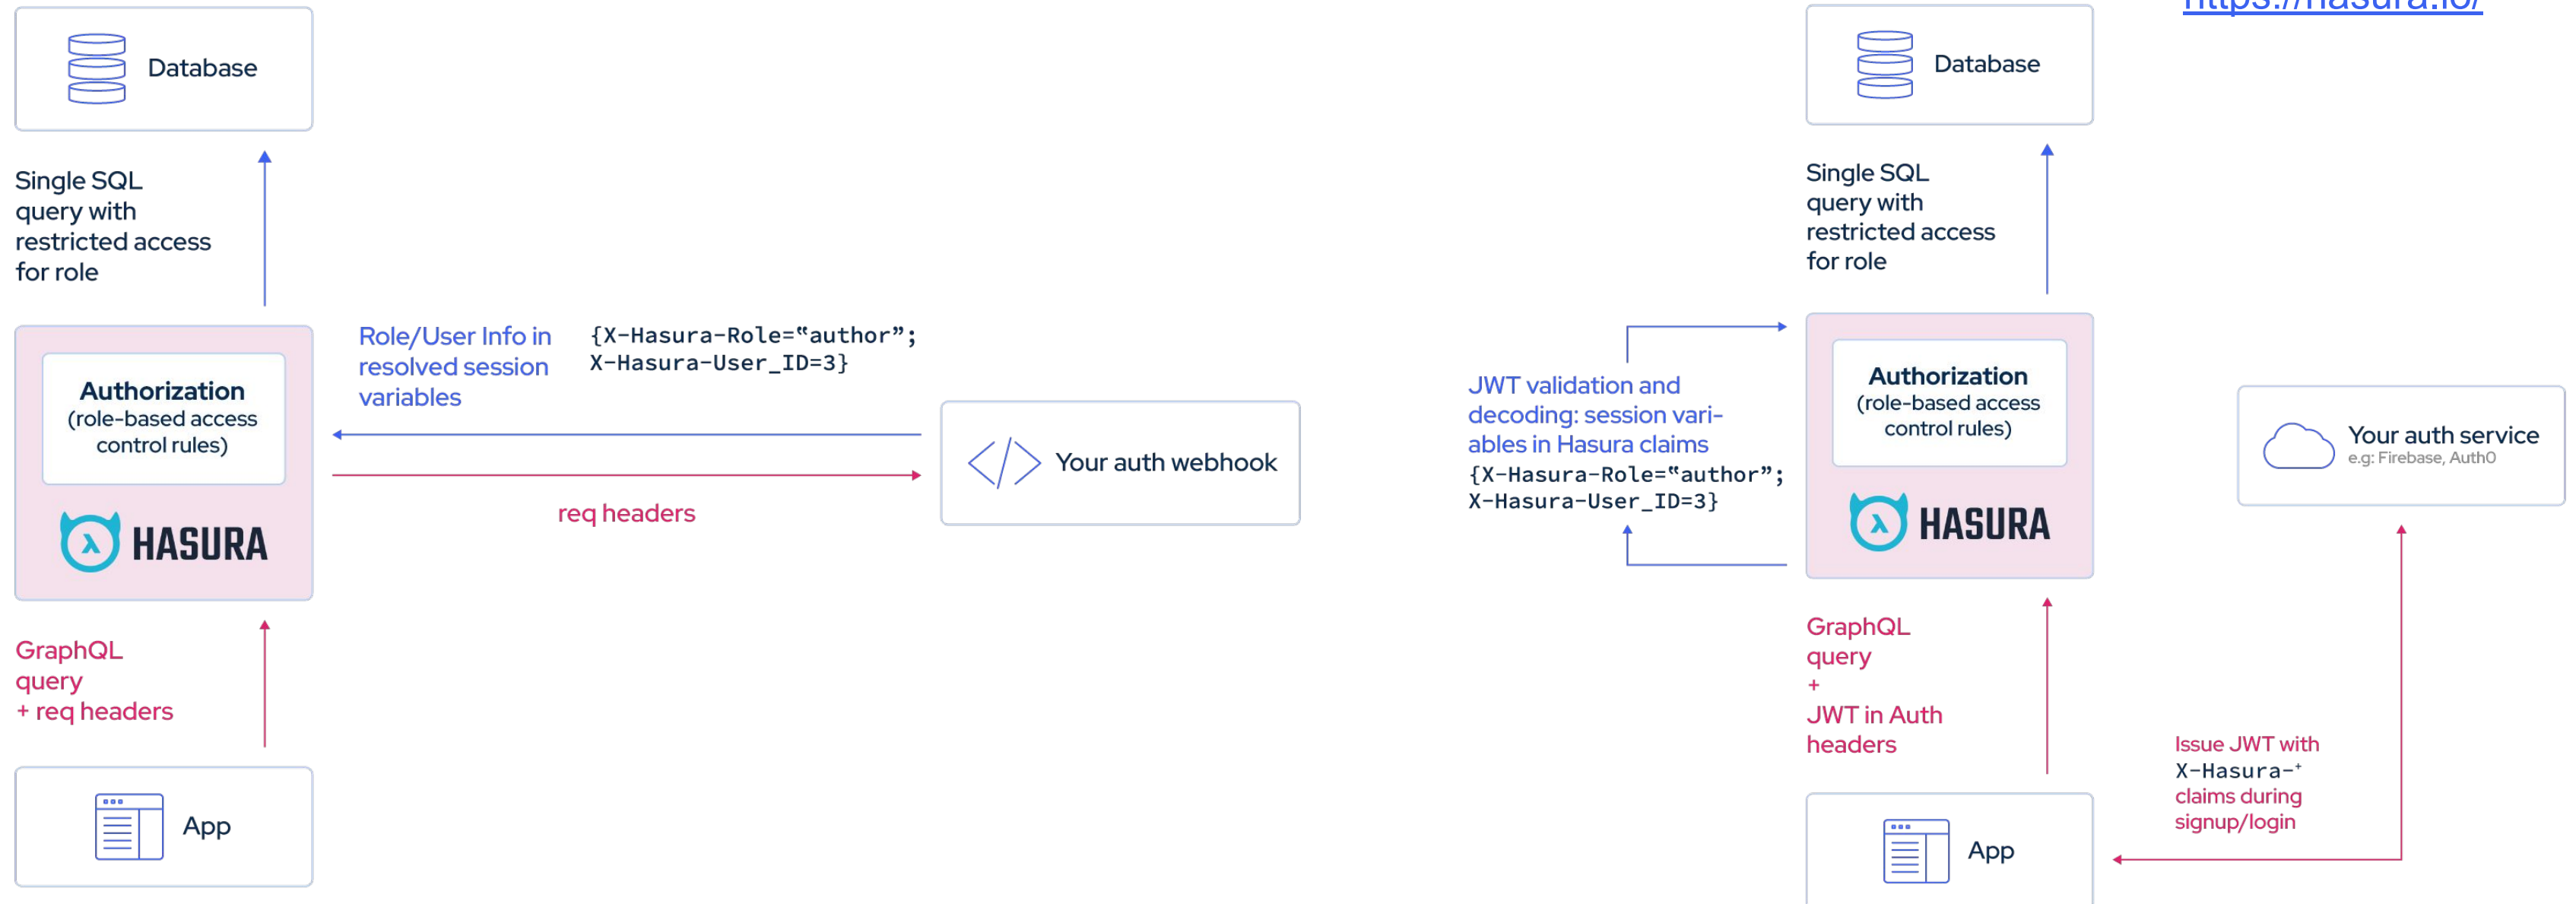 https://hasura.io/
Database
Single SQL
query with
restricted access
for role
Authorization
(role-based access
control rules)
HASURA
Role/User Info in
resolved session
variables
{X-Hasura-Role=“author”;
X-Hasura-User_ID=3}
Your auth webhook
req headers
GraphQL
query
+ req headers
App
Database
Single SQL
query with
restricted access
for role
JWT validation and
decoding: session vari-
ables in Hasura claims
{X-Hasura-Role=“author”;
X-Hasura-User_ID=3}
Authorization
(role-based access
control rules)
HASURA
Your auth service
e.g: Firebase, Auth0
GraphQL
query
+
JWT in Auth
headers
Issue JWT with
X-Hasura-*
claims during
signup/login
App